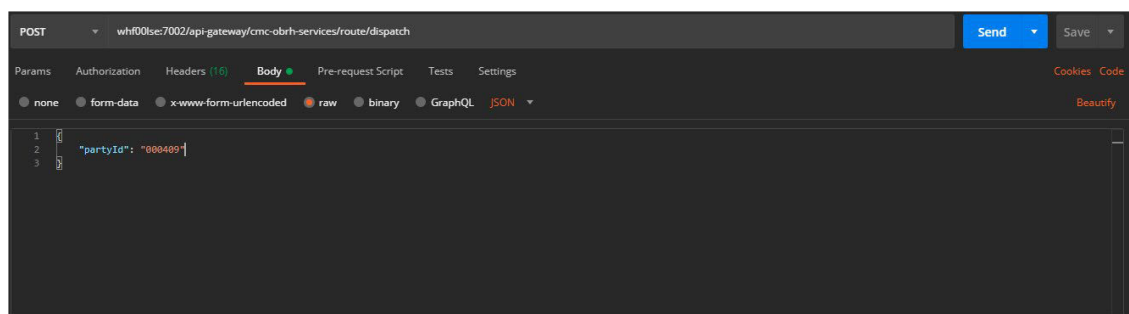 POST whf00lse:7002/api-gateway/cmc-obrh-services/route/dispatch Send Save
Params Authorization Headers (16) Body Pre-request Script Tests Settings Cookies Code
none form-data x-www-form-urlencoded raw binary GraphQL JSON Beautify
1 {
2 "partyId": "000409"
3 }